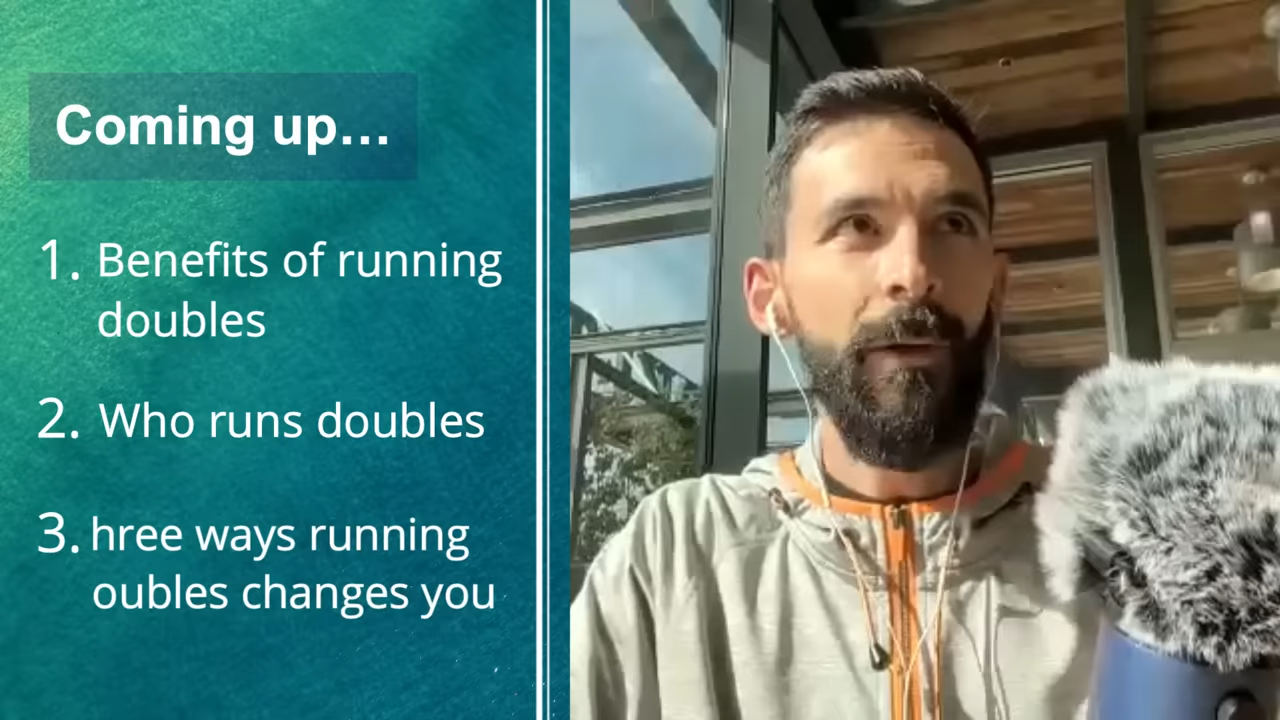 Coming up...
1. Benefits of running
doubles
2. Who runs doubles
3. hree ways running
oubles changes you